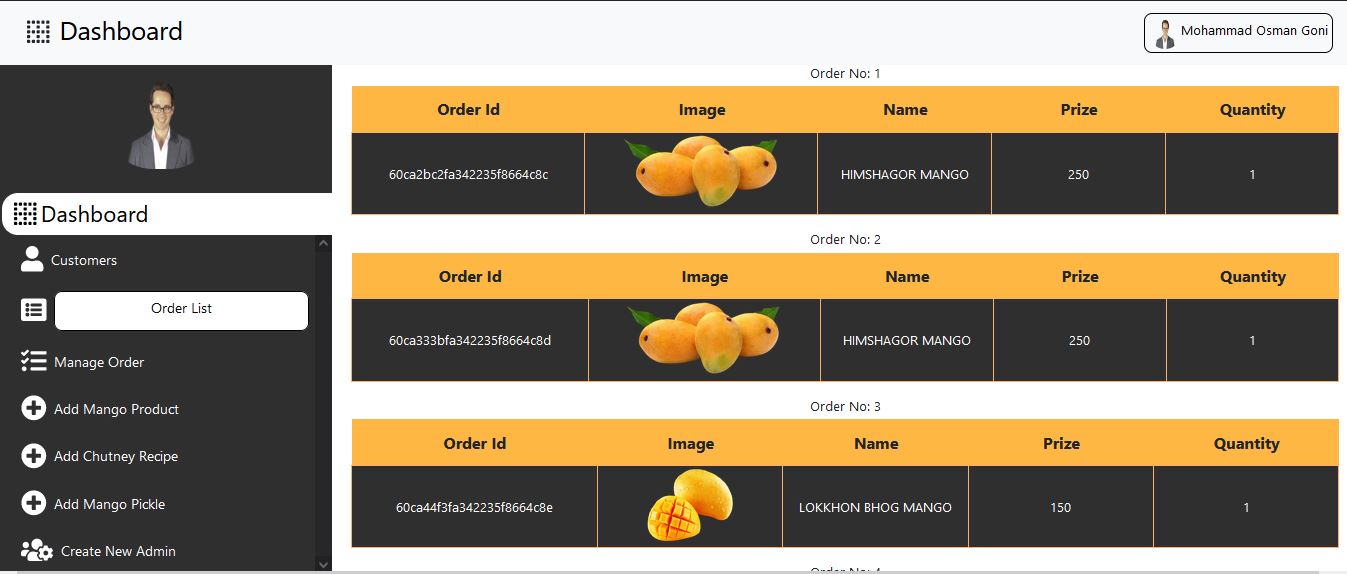 Dashboard
Mohammad Osman Goni
Dashboard
Customers
Order List
Manage Order
Add Mango Product
Add Chutney Recipe
Add Mango Pickle
Create New Admin
Order No: 1
Order Id Image Name Prize Quantity
60ca2bc2fa342235f8664c8c HIMSHAGOR MANGO 250 1
Order No: 2
Order Id Image Name Prize Quantity
60ca333bfa342235f8664c8d HIMSHAGOR MANGO 250 1
Order No: 3
Order Id Image Name Prize Quantity
60ca44f3fa342235f8664c8e LOKKHON BHOG MANGO 150 1
Order No: 4